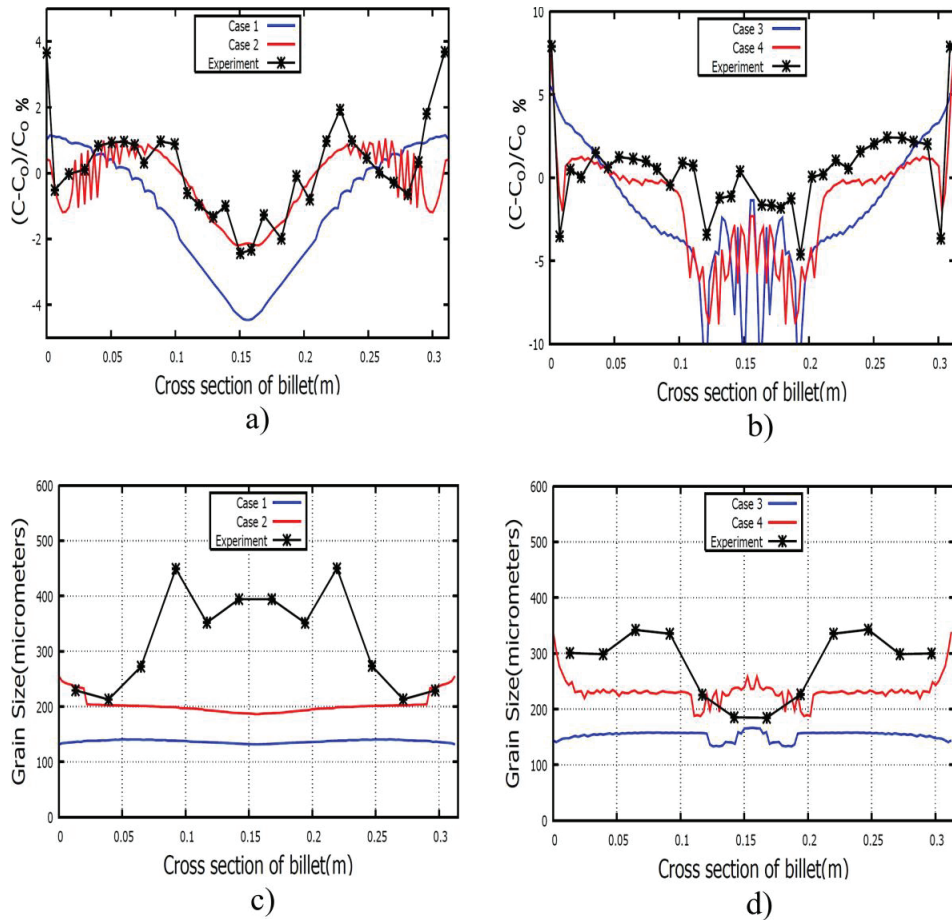 Case 1
Case 2
Experiment
4
2
0
-2
-4
(C-Co)/Co %
0 0.05 0.1 0.15 0.2 0.25 0.3
Cross section of billet(m)
a)
Case 3
Case 4
Experiment
10
5
0
-5
-10
(C-Co)/Co %
0 0.05 0.1 0.15 0.2 0.25 0.3
Cross section of billet(m)
b)
Case 1
Case 2
Experiment
600
500
400
300
200
100
0
Grain Size(micrometers)
0 0.05 0.1 0.15 0.2 0.25 0.3
Cross section of billet(m)
c)
Case 3
Case 4
Experiment
600
500
400
300
200
100
0
Grain Size(micrometers)
0 0.05 0.1 0.15 0.2 0.25 0.3
Cross section of billet(m)
d)